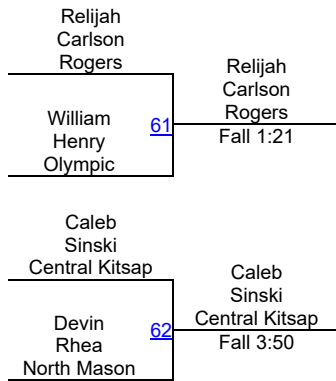 Relijah
Carlson
Rogers
William
Henry
Olympic
61
Relijah
Carlson
Rogers
Fall 1:21
Caleb
Sinski
Central Kitsap
Devin
Rhea
North Mason
62
Caleb
Sinski
Central Kitsap
Fall 3:50